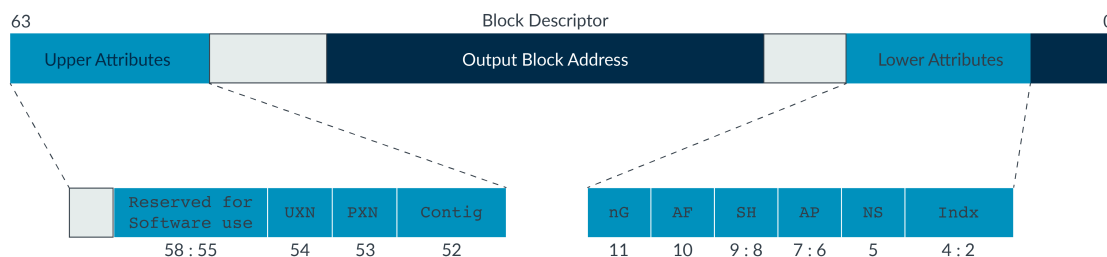 63 Block Descriptor 0
Upper Attributes Output Block Address Lower Attributes
Reserved for
Software use UXN PXN Contig nG AF SH AP NS Indx
58 : 55 54 53 52 11 10 9 : 8 7 : 6 5 4 : 2